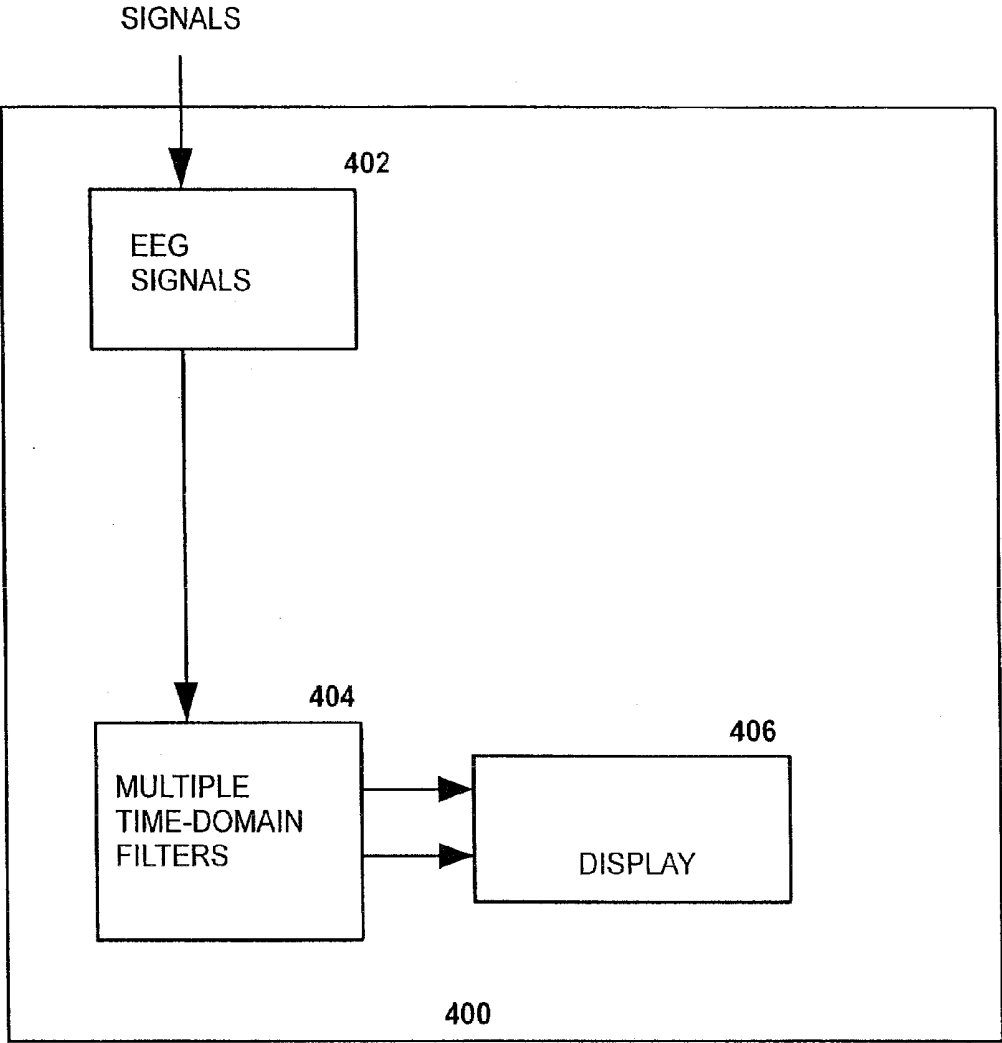 SIGNALS
402
EEG
SIGNALS
404
MULTIPLE
TIME-DOMAIN
FILTERS
406
DISPLAY
400